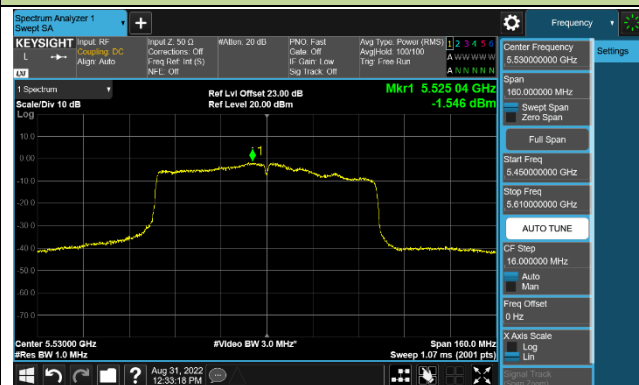 Spectrum Analyzer 1
Swept SA
Frequency
KEYSIGHT
L
LXI
Input: RF
Coupling: DC
Align: Auto
Input Z: 50 Ω
Corrections: Off
Freq Ref: Int (S)
NFE: Off
#Atten: 20 dB
PNO: Fast
Gate: Off
IF Gain: Low
Sig Track: Off
Avg Type: Power (RMS)
Avg|Hold: 100/100
Trig: Free Run
1 2 3 4 5 6
A W W W W W
A N N N N N
1 Spectrum
Scale/Div 10 dB
Log
Ref Lvl Offset 23.00 dB
Ref Level 20.00 dBm
Mkr1 5.525 04 GHz
-1.546 dBm
10.0
0.00
-10.0
-20.0
-30.0
-40.0
-50.0
-60.0
-70.0
1
Center 5.53000 GHz
#Res BW 1.0 MHz
#Video BW 3.0 MHz*
Span 160.0 MHz
Sweep 1.07 ms (2001 pts)
Center Frequency
5.530000000 GHz
Span
160.000000 MHz
Swept Span
Zero Span
Full Span
Start Freq
5.450000000 GHz
Stop Freq
5.610000000 GHz
AUTO TUNE
CF Step
16.000000 MHz
Auto
Man
Freq Offset
0 Hz
X Axis Scale
Log
Lin
Signal Track
(Span Zoom)
Settings
?
Aug 31, 2022
12:33:18 PM